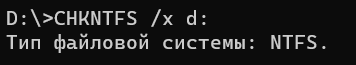 D:\>CHKNTFS /x d:
Тип файловой системы: NTFS.